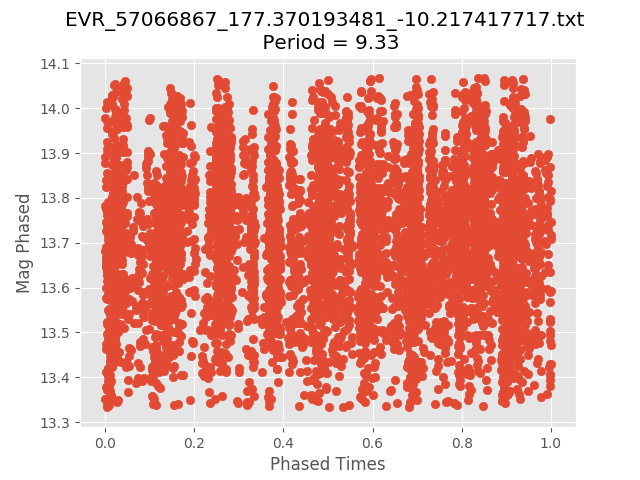 EVR_57066867_177.370193481_-10.217417717.txt
Period = 9.33
14.1
14.0
13.9
13.8
13.7
13.6
13.5
13.4
13.3
Mag Phased
0.0 0.2 0.4 0.6 0.8 1.0
Phased Times